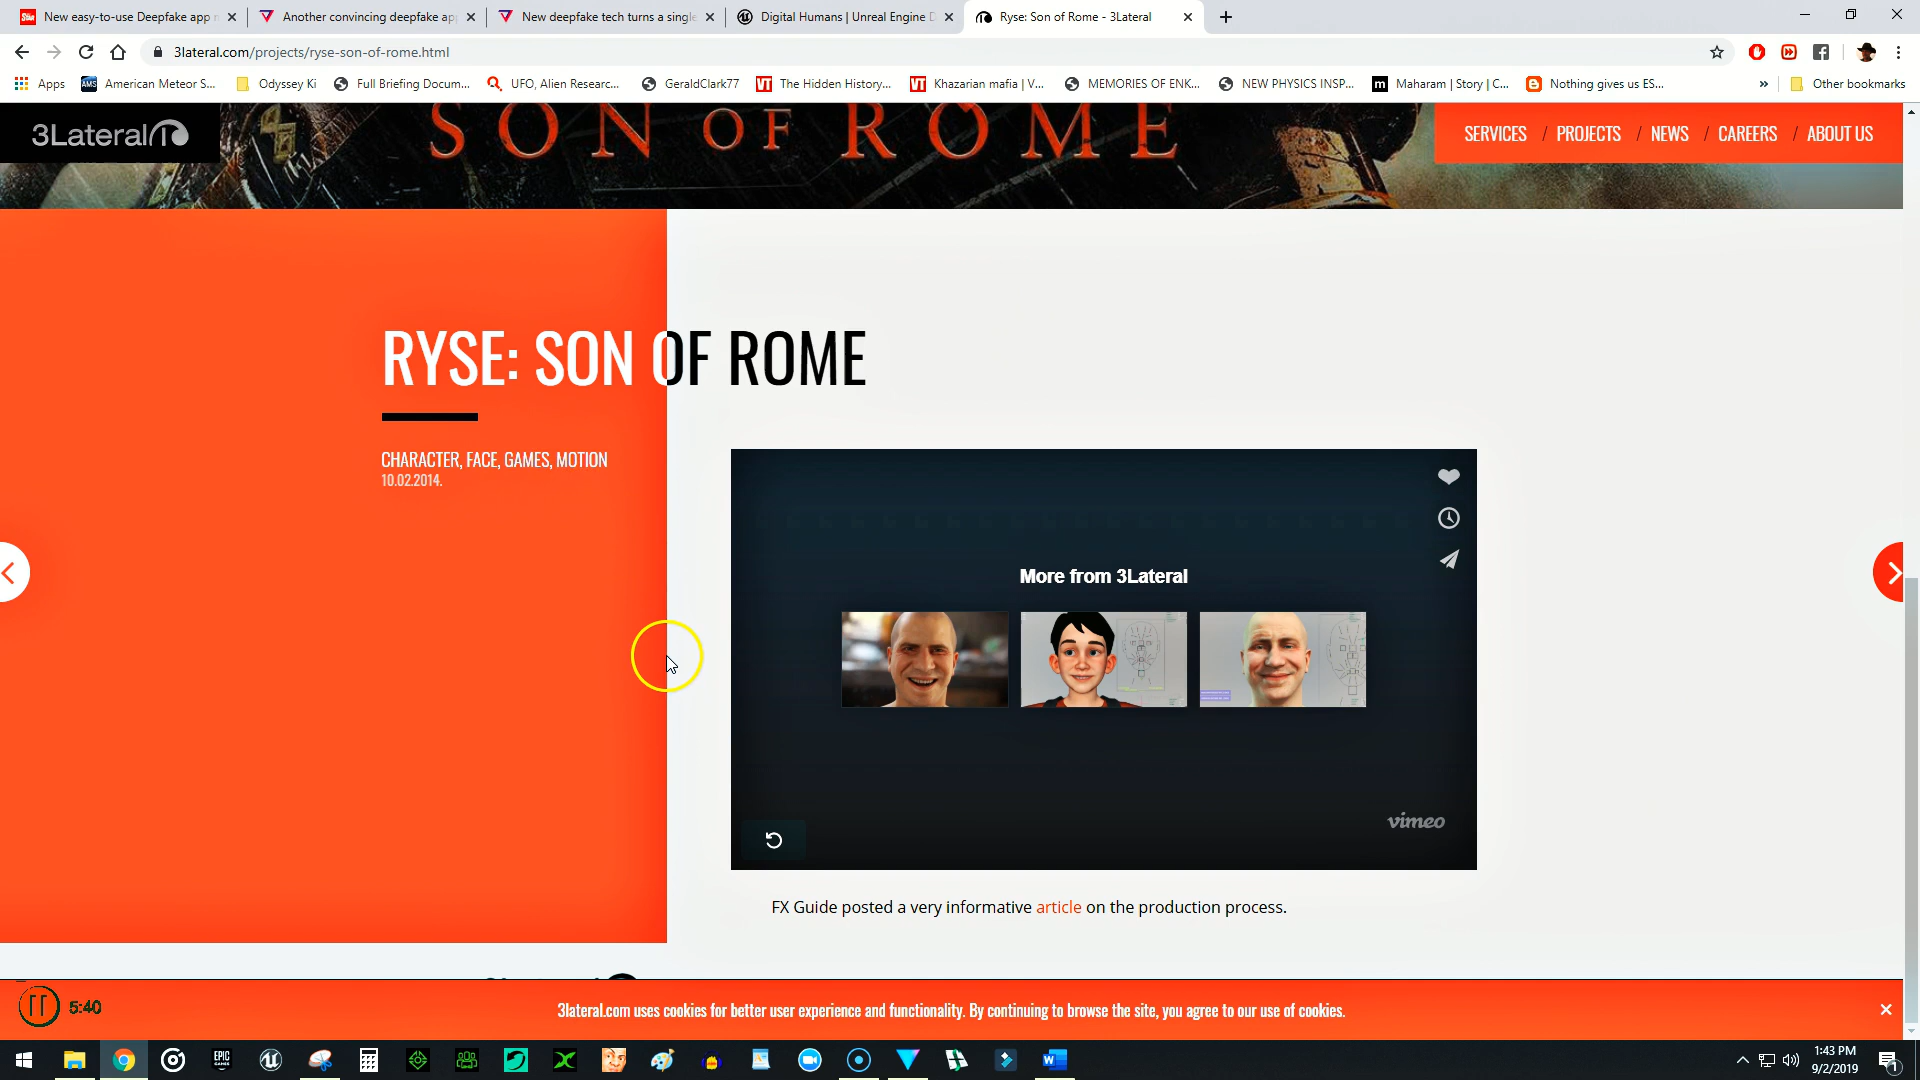 New easy-to-use Deepfake app
Another convincing deepfake ap
New deepfake tech turns a single
Digital Humans | Unreal Engine
Ryse: Son of Rome - 3Lateral
3lateral.com/projects/ryse-son-of-rome.html
Apps
AMS
American Meteor S...
Odyssey Ki
Full Briefing Docum...
UFO, Alien Researc...
GeraldClark77
VT
The Hidden History...
VT
Khazarian mafia | V...
MEMORIES OF ENK...
NEW PHYSICS INSP...
m
Maharam | Story | C...
Nothing gives us ES...
»
Other bookmarks
3Lateral
SON OF ROME
SERVICES / PROJECTS / NEWS / CAREERS / ABOUT US
RYSE: SON OF ROME
CHARACTER, FACE, GAMES, MOTION
10.02.2014.
More from 3Lateral
vimeo
FX Guide posted a very informative article on the production process.
5:40
3lateral.com uses cookies for better user experience and functionality. By continuing to browse the site, you agree to our use of cookies.
EPIC
GAMES
1:43 PM
9/2/2019
1